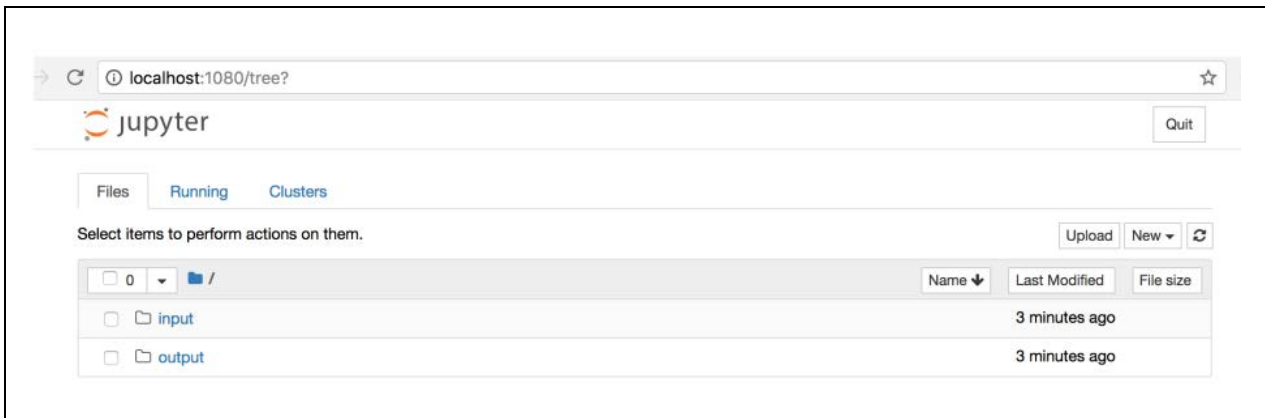 localhost:1080/tree?
jupyter
Quit
Files Running Clusters
Select items to perform actions on them.
Upload New
0 / Name Last Modified File size
input 3 minutes ago
output 3 minutes ago